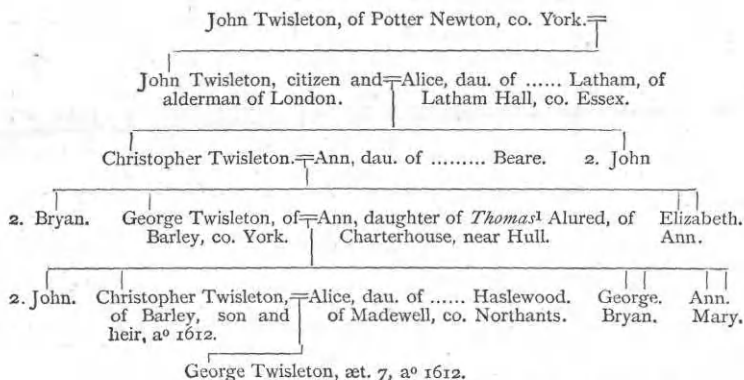 John Twisleton, of Potter Newton, co. York.
John Twisleton, citizen and Alice, dau. of ...... Latham, of
alderman of London. Latham Hall, co. Essex.
Christopher Twisleton. Ann, dau. of ......... Beare. 2. John
2. Bryan. George Twisleton, of Ann, daughter of Thomas¹ Alured, of Elizabeth.
Barley, co. York. Charterhouse, near Hull. Ann.
2. John. Christopher Twisleton, Alice, dau. of ...... Haslewood. George. Ann.
of Barley, son and of Madewell, co. Northants. Bryan. Mary.
heir, aº 1612.
George Twisleton, æt. 7, aº 1612.